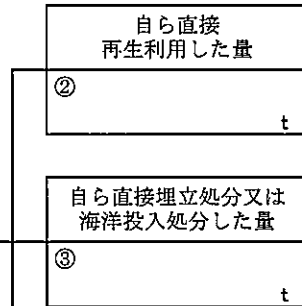 自ら直接
再生利用した量
②
t
自ら直接埋立処分又は
海洋投入処分した量
③
t